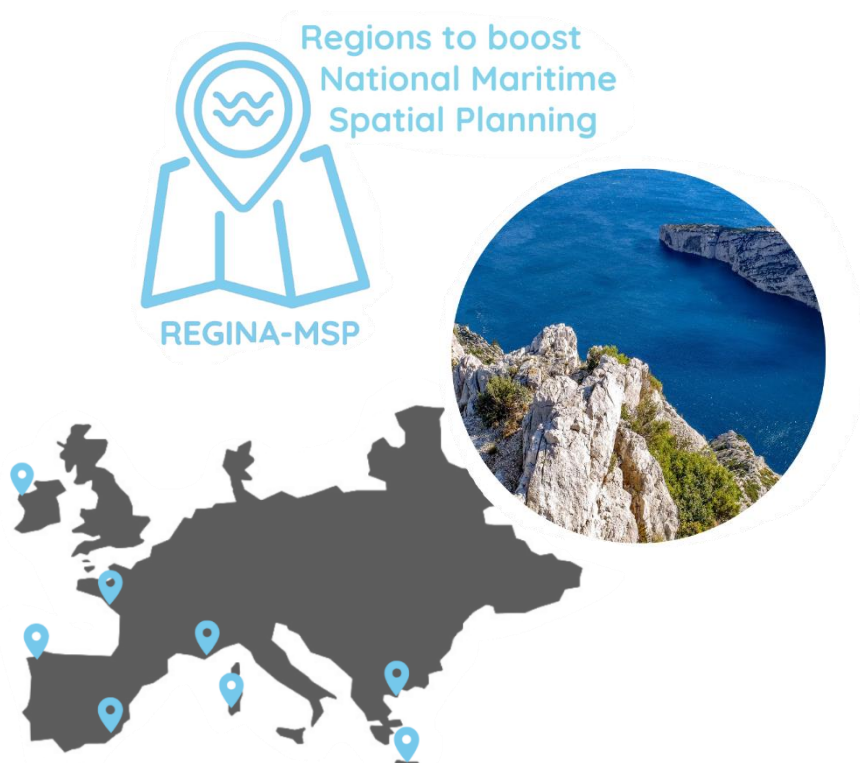 Regions to boost
National Maritime
Spatial Planning
REGINA-MSP